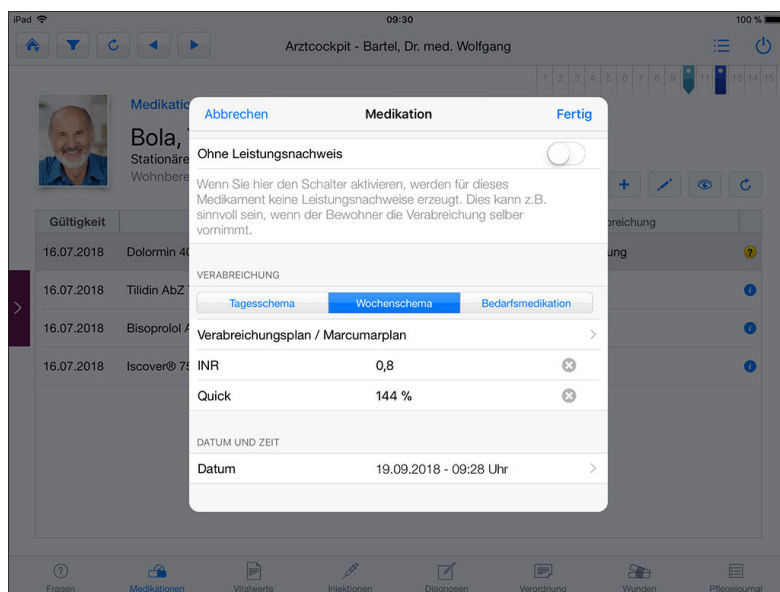 iPad 09:30 100 %
Arztcockpit - Bartel, Dr. med. Wolfgang
1 2 3 4 5 6 7 8 9 11 13 14 15
Medikatio
Bola,
Stationäre
Wohnbere
Abbrechen Medikation Fertig
Ohne Leistungsnachweis
Wenn Sie hier den Schalter aktivieren, werden für dieses
Medikament keine Leistungsnachweise erzeugt. Dies kann z.B.
sinnvoll sein, wenn der Bewohner die Verabreichung selber
vornimmt.
Gültigkeit breichung
16.07.2018 Dolormin 40 ung
VERABREICHUNG
16.07.2018 Tilidin AbZ
Tagesschema Wochenschema Bedarfsmedikation
16.07.2018 Bisoprolol A
Verabreichungsplan / Marcumarplan
16.07.2018 Iscover® 75
INR 0,8
Quick 144 %
DATUM UND ZEIT
Datum 19.09.2018 - 09:28 Uhr
Fragen Medikationen Vitalwerte Injektionen Diagnosen Verordnung Wunden Pflegejournal